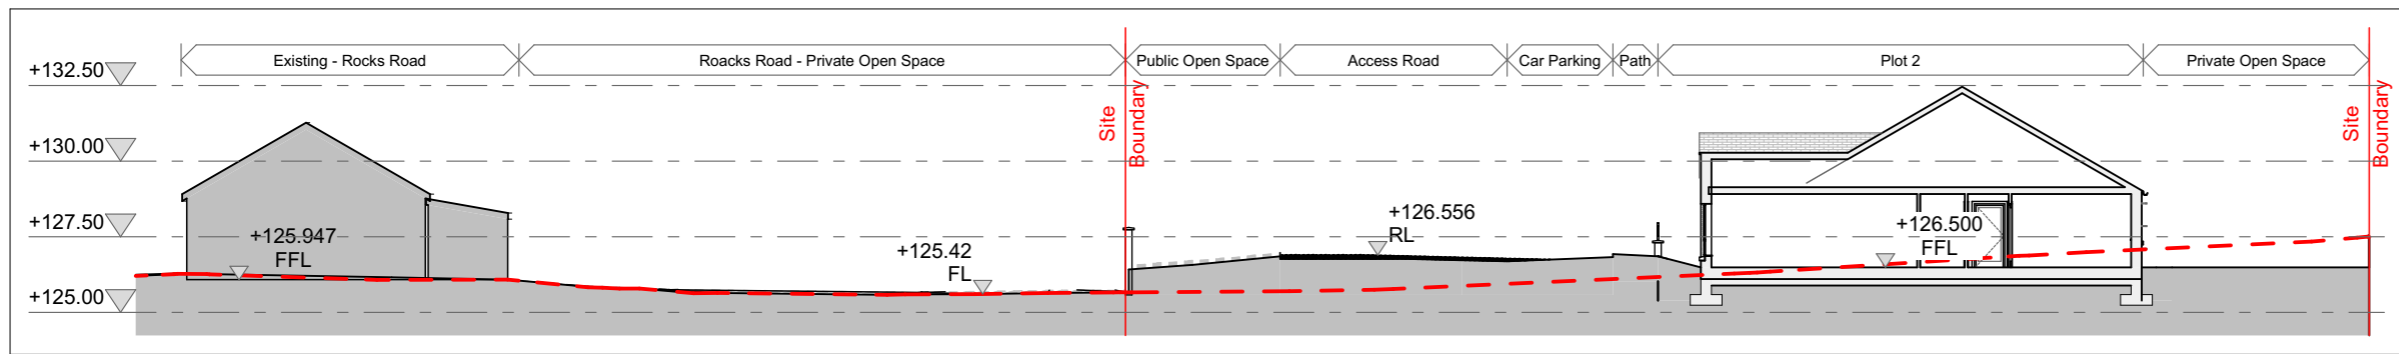 Existing - Rocks Road
Roacks Road - Private Open Space
Public Open Space
Access Road
Car Parking
Path
Plot 2
Private Open Space
+132.50
+130.00
+127.50
+125.00
+125.947
FFL
+125.42
FL
Site
Boundary
+126.556
RL
+126.500
FFL
Site
Boundary